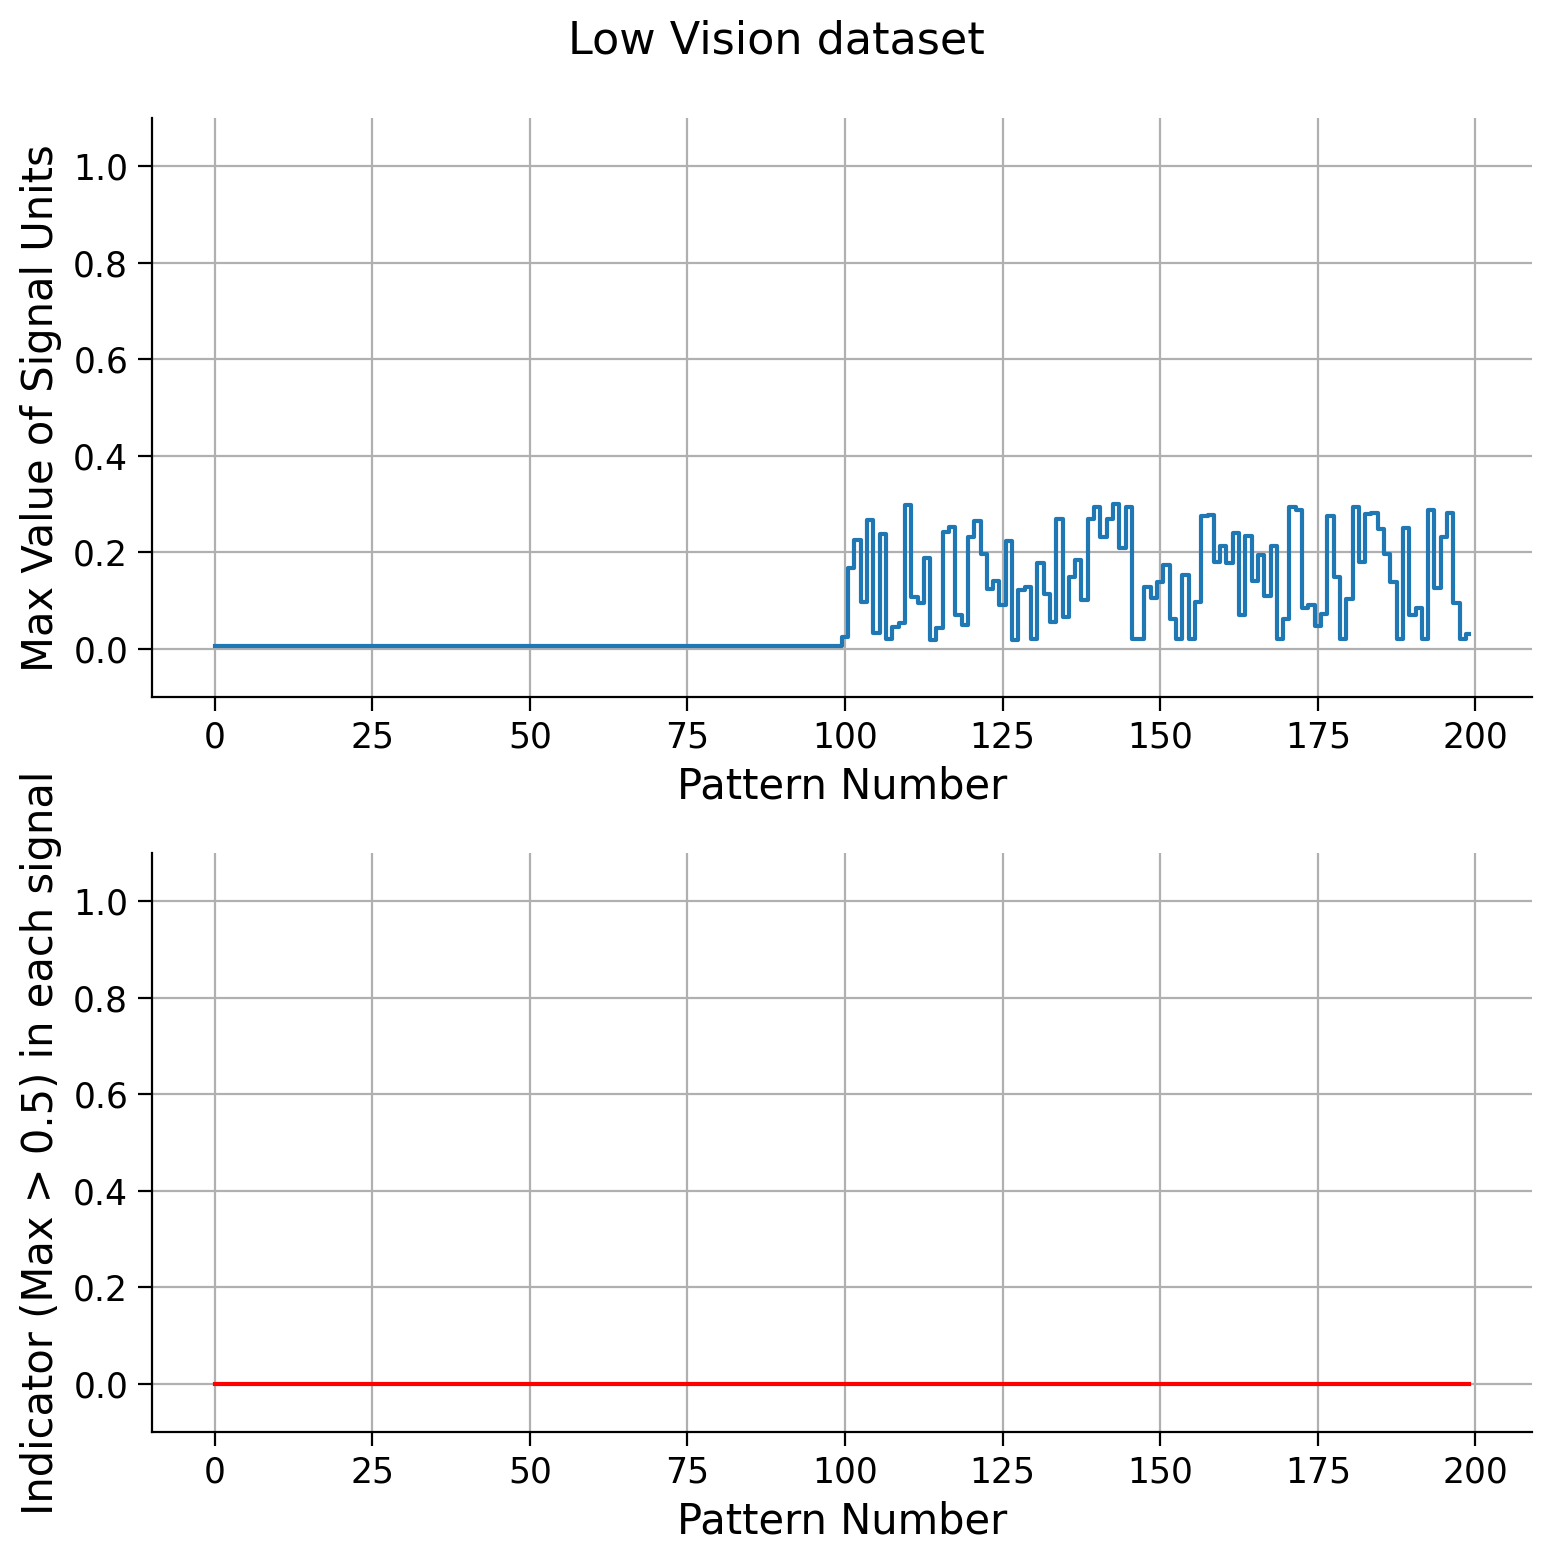 Low Vision dataset
Max Value of Signal Units
1.0
0.8
0.6
0.4
0.2
0.0
0 25 50 75 100 125 150 175 200
Pattern Number
Indicator (Max > 0.5) in each signal
1.0
0.8
0.6
0.4
0.2
0.0
0 25 50 75 100 125 150 175 200
Pattern Number